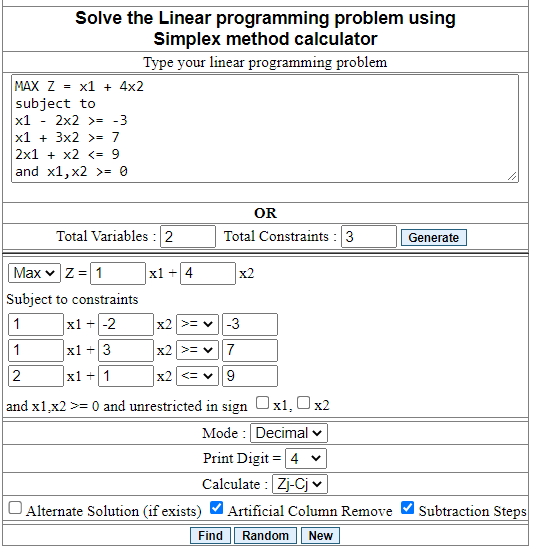 Solve the Linear programming problem using
Simplex method calculator
Type your linear programming problem
MAX Z = x1 + 4x2
subject to
x1 - 2x2 >= -3
x1 + 3x2 >= 7
2x1 + x2 <= 9
and x1,x2 >= 0
OR
Total Variables : 2 Total Constraints : 3 Generate
Max Z = 1 x1 + 4 x2
Subject to constraints
1 x1 + -2 x2 >= -3
1 x1 + 3 x2 >= 7
2 x1 + 1 x2 <= 9
and x1,x2 >= 0 and unrestricted in sign x1, x2
Mode : Decimal
Print Digit = 4
Calculate : Zj-Cj
Alternate Solution (if exists) Artificial Column Remove Subtraction Steps
Find Random New